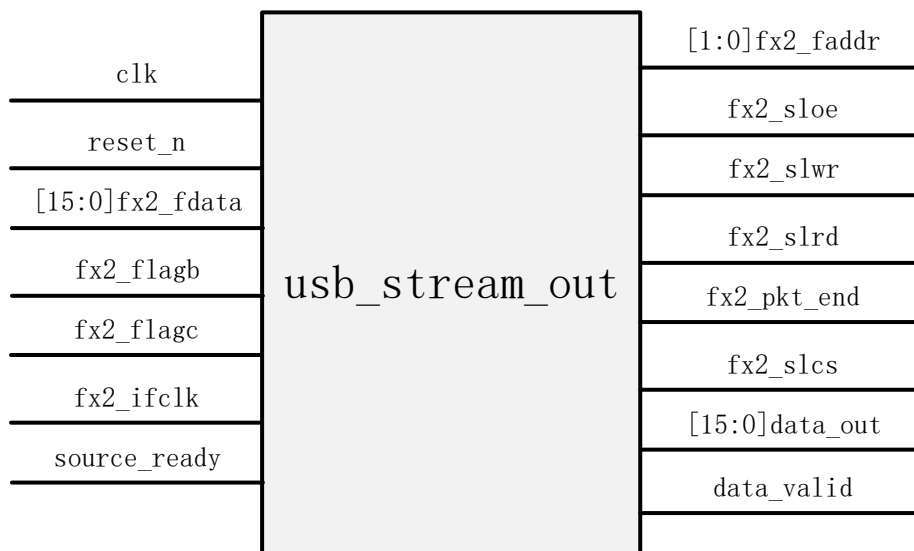 clk
reset_n
[15:0]fx2_fdata
fx2_flagb
fx2_flagc
fx2_ifclk
source_ready
usb_stream_out
[1:0]fx2_faddr
fx2_sloe
fx2_slwr
fx2_slrd
fx2_pkt_end
fx2_slcs
[15:0]data_out
data_valid